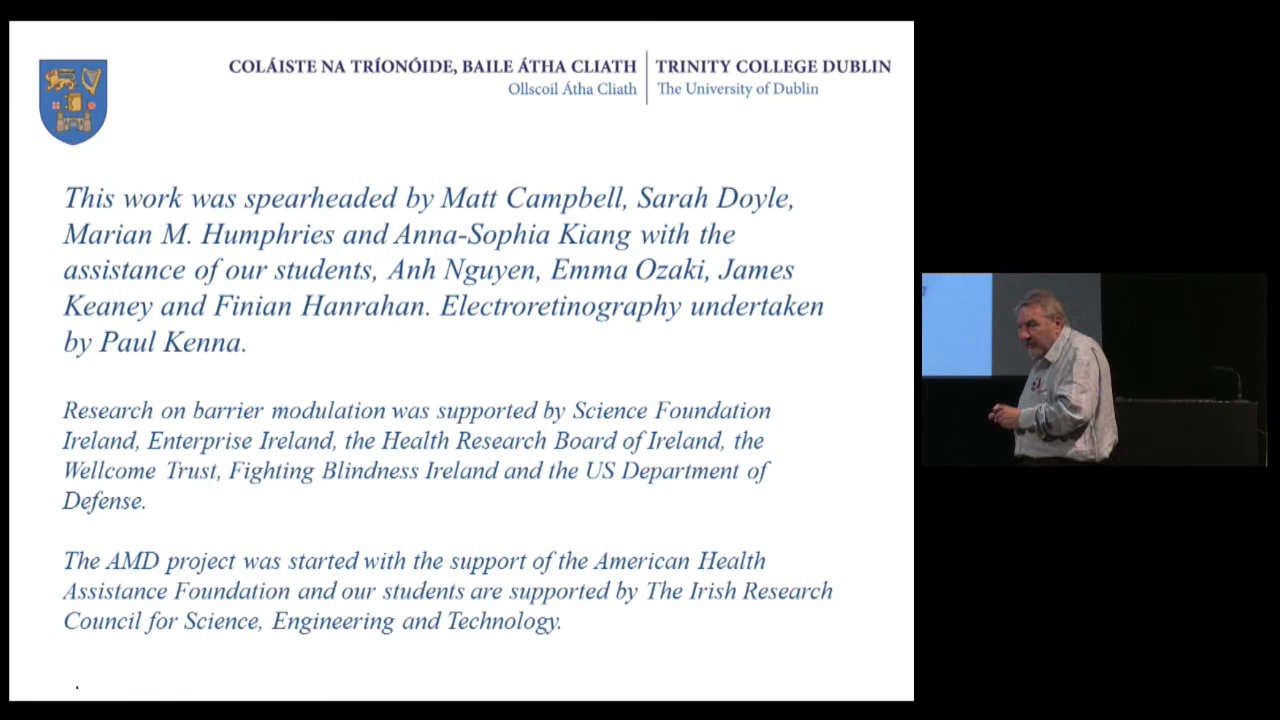 COLÁISTE NA TRÍONÓIDE, BAILE ÁTHA CLIATH
Ollscoil Átha Cliath
TRINITY COLLEGE DUBLIN
The University of Dublin
This work was spearheaded by Matt Campbell, Sarah Doyle,
Marian M. Humphries and Anna-Sophia Kiang with the
assistance of our students, Anh Nguyen, Emma Ozaki, James
Keaney and Finian Hanrahan. Electroretinography undertaken
by Paul Kenna.
Research on barrier modulation was supported by Science Foundation
Ireland, Enterprise Ireland, the Health Research Board of Ireland, the
Wellcome Trust, Fighting Blindness Ireland and the US Department of
Defense.
The AMD project was started with the support of the American Health
Assistance Foundation and our students are supported by The Irish Research
Council for Science, Engineering and Technology.
.